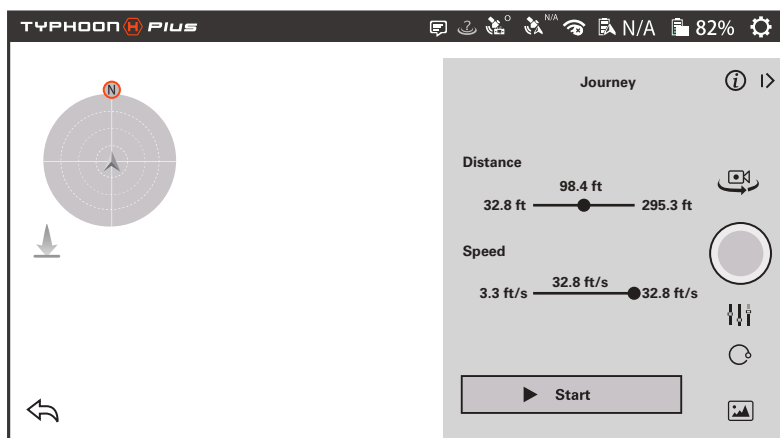 TYPHOON H Plus
0
N/A
N/A
82%
N
Journey
Distance
98.4 ft
32.8 ft
295.3 ft
Speed
32.8 ft/s
3.3 ft/s
32.8 ft/s
Start